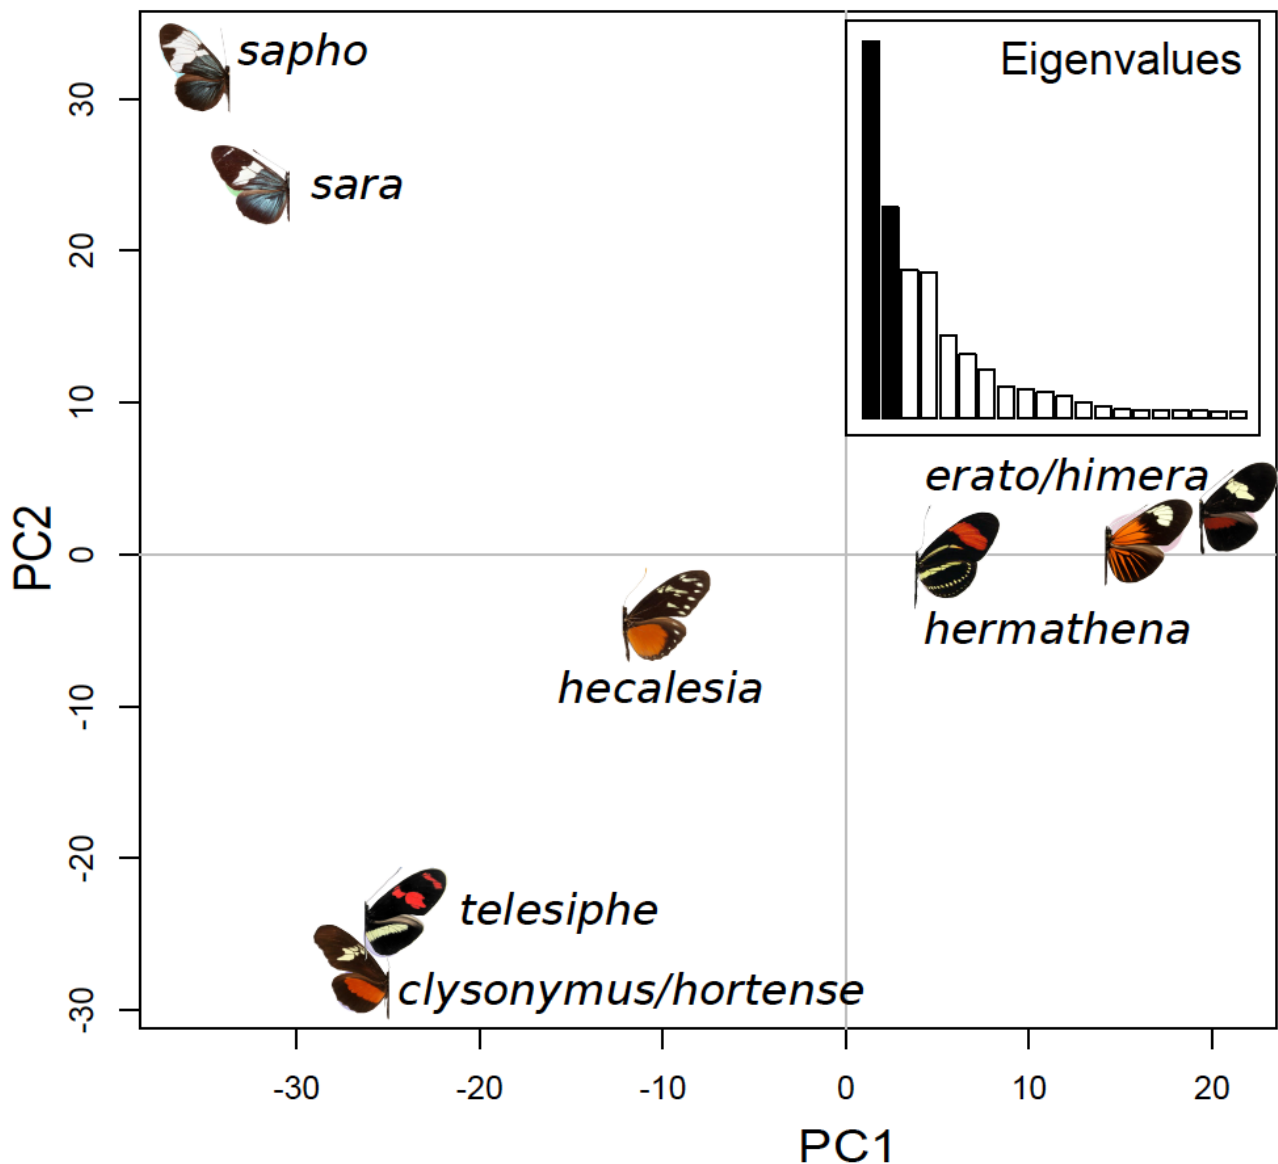 sapho
Eigenvalues
sara
erato/himera
hermathena
hecalesia
telesiphe
clysonymus/hortense
PC2
30
20
10
0
-10
-20
-30
-30 -20 -10 0 10 20
PC1